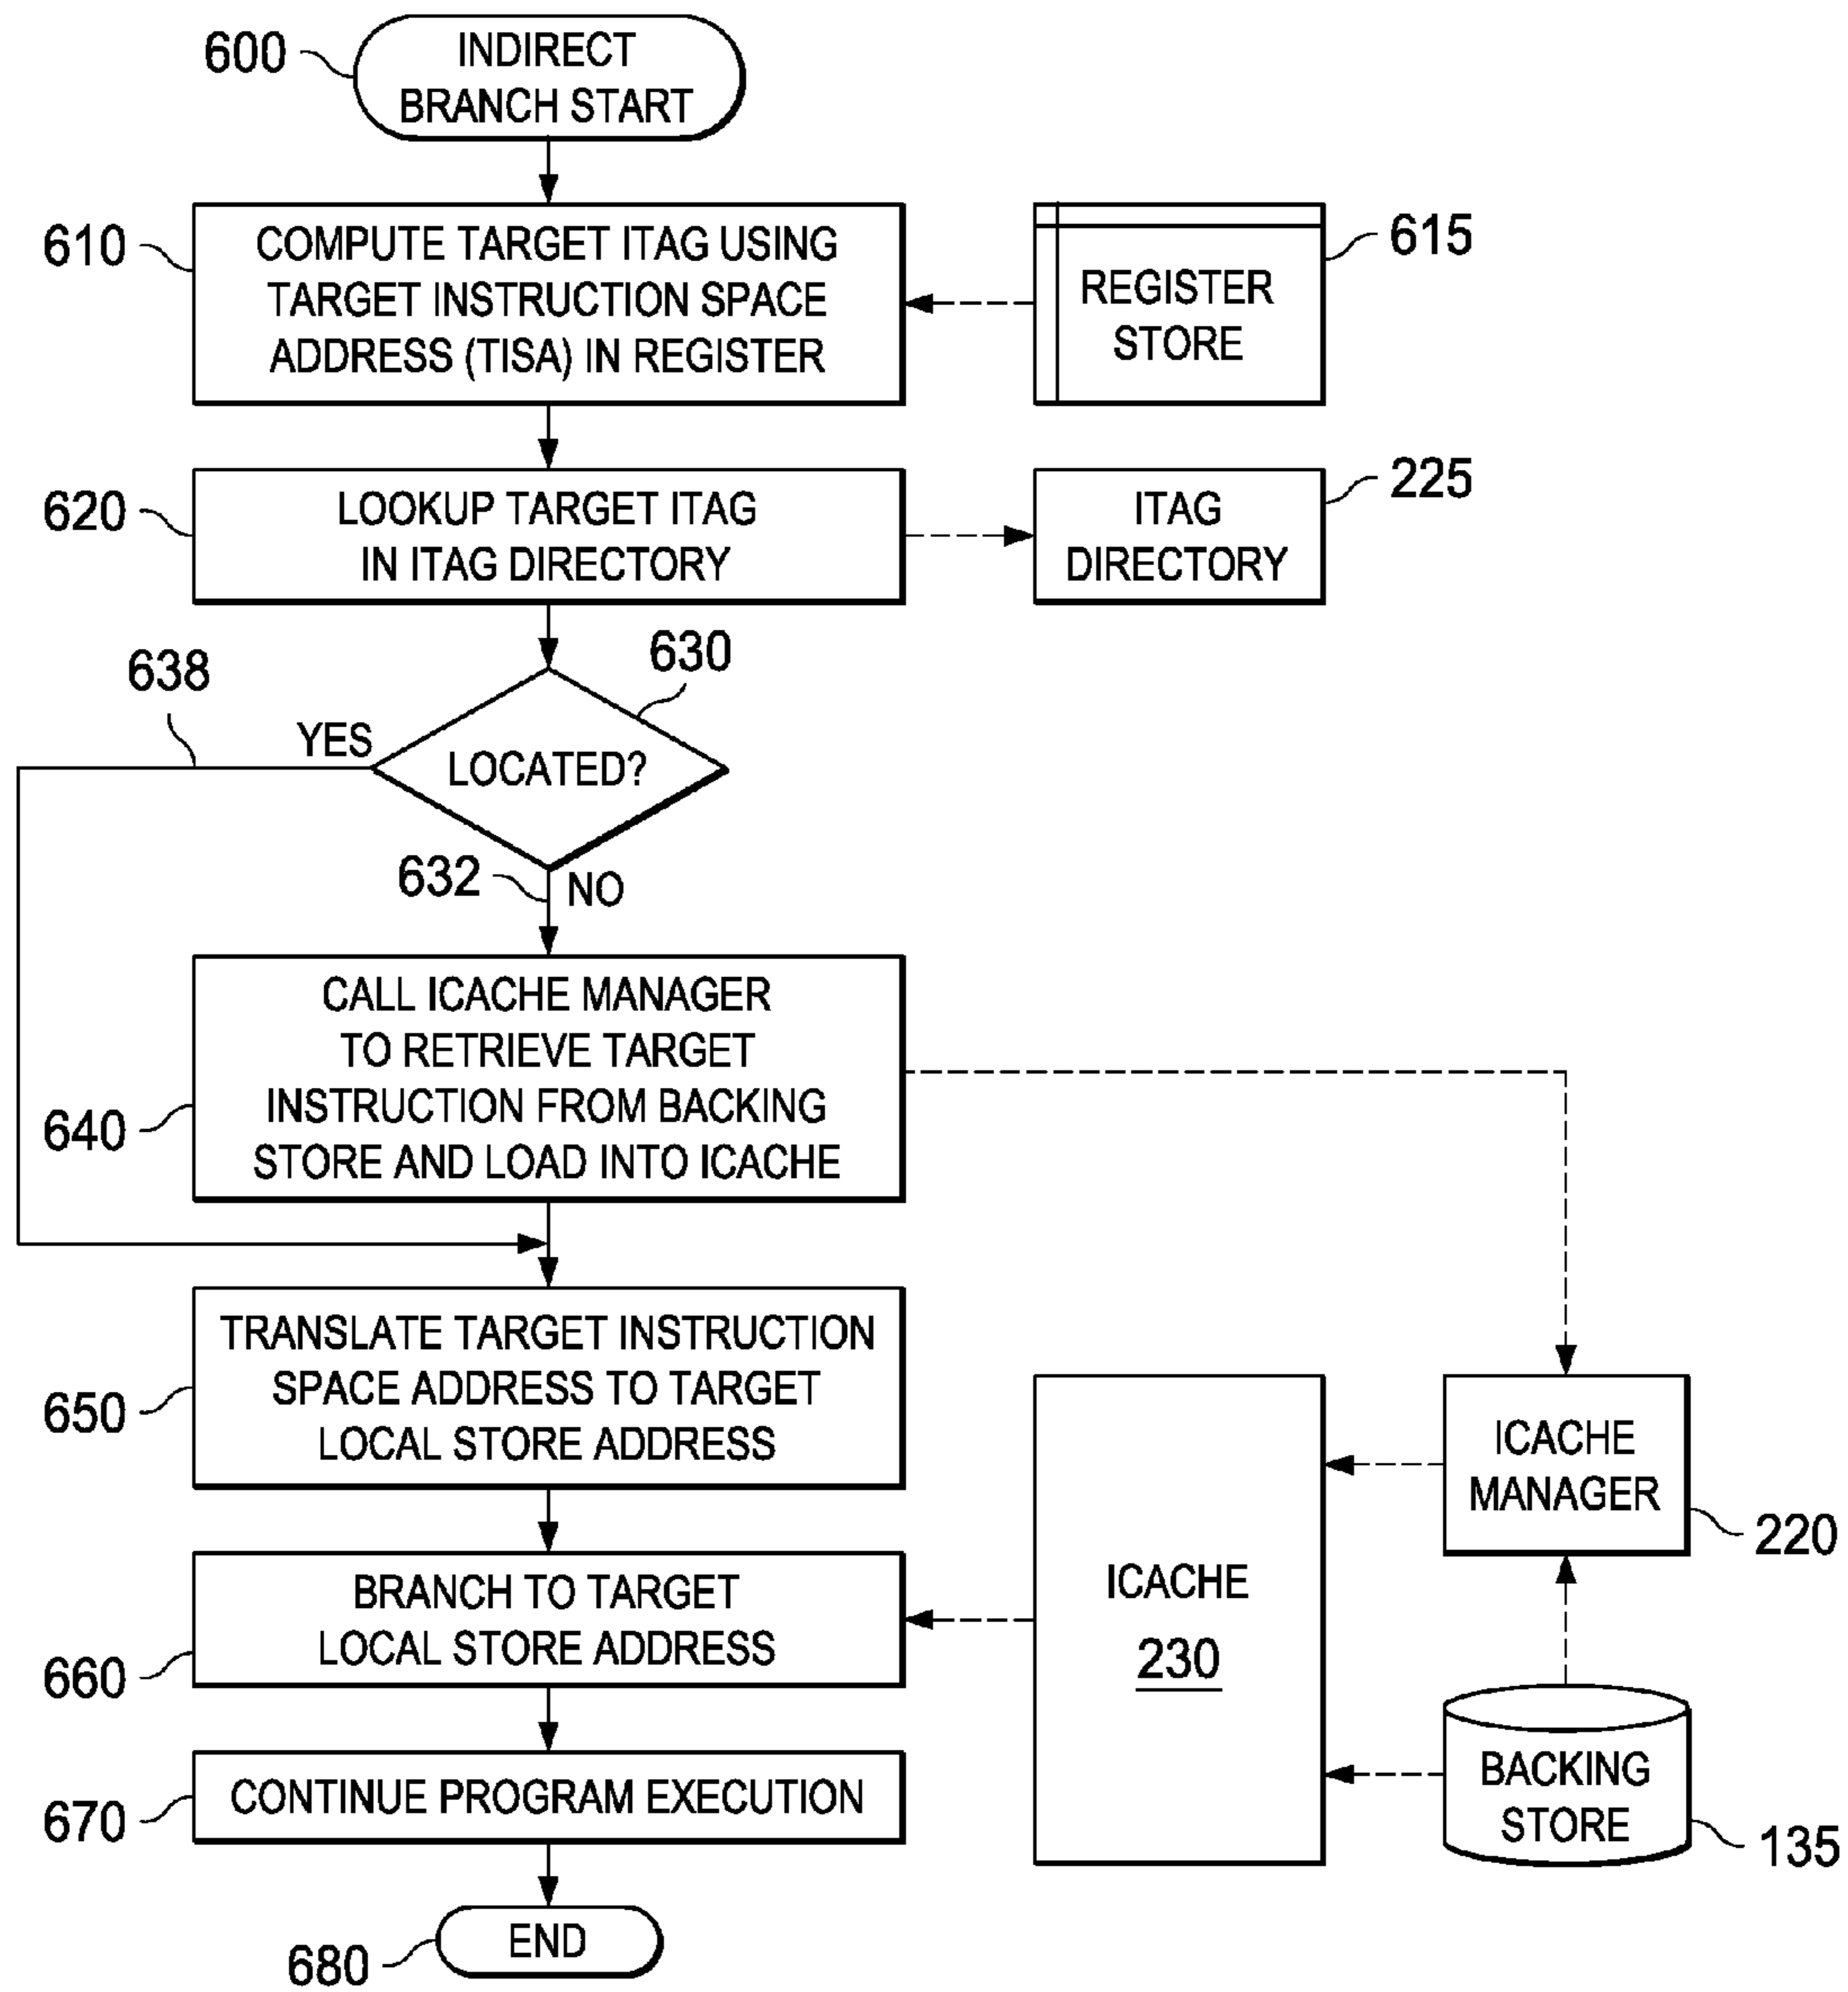 600
INDIRECT
BRANCH START
610
COMPUTE TARGET ITAG USING
TARGET INSTRUCTION SPACE
ADDRESS (TISA) IN REGISTER
615
REGISTER
STORE
620
LOOKUP TARGET ITAG
IN ITAG DIRECTORY
225
ITAG
DIRECTORY
638
YES
630
LOCATED?
632
NO
640
CALL ICACHE MANAGER
TO RETRIEVE TARGET
INSTRUCTION FROM BACKING
STORE AND LOAD INTO ICACHE
650
TRANSLATE TARGET INSTRUCTION
SPACE ADDRESS TO TARGET
LOCAL STORE ADDRESS
ICACHE
MANAGER
220
660
BRANCH TO TARGET
LOCAL STORE ADDRESS
ICACHE
230
670
CONTINUE PROGRAM EXECUTION
BACKING
STORE
135
680
END